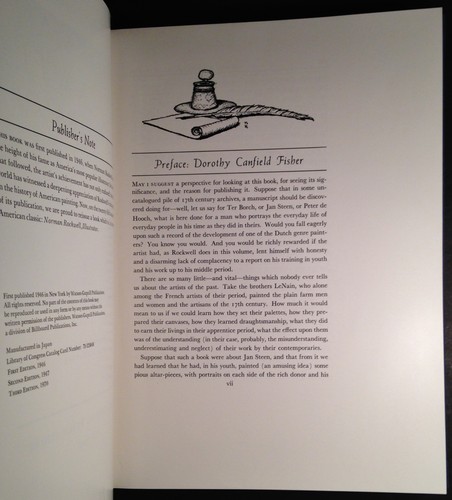 Publisher's Note
BOOK WAS first published in 1946, when Norman
height of his fame as America's most popular
that followed, the artist's achievement has not only
world has witnessed a deepening appreciation of
in the history of American painting. Now, on the
of its publication, we are proud to reissue a book
American classic: Norman Rockwell, Illustrator.
First published 1946 in New York by Watson-Guptill Publications
All rights reserved. No part of the contents of this book may
be reproduced or used in any form or by any means without the
written permission of the publishers. Watson-Guptill Publications,
a division of Billboard Publications, Inc.
Manufactured in Japan
Library of Congress Catalog Card Number:
FIRST EDITION, 1946
SECOND EDITION,
THIRD EDITION, 1970
Preface: Dorothy Canfield Fisher
MAY I SUGGEST a perspective for looking at this book, for seeing its sig-
nificance, and the reason for publishing it. Suppose that in some un-
catalogued pile of 17th century archives, a manuscript should be discov-
ered doing for—well, let us say for Ter Borch, or Jan Steen, or Peter de
Hooch, what is here done for a man who portrays the everyday life of
everyday people in his time as they did in theirs. Would you fall eagerly
upon such a record of the development of one of the Dutch genre paint-
ers? You know you would. And you would be richly rewarded if the
artist had, as Rockwell does in this volume, lent himself with honesty
and a disarming lack of complacency to a report on his training in youth
and his work up to his middle period.
There are so many little—and vital—things which nobody ever tells
us about the artists of the past. Take the brothers LeNain, who alone
among the French artists of their period, painted the plain farm men
and women and the artisans of the 17th century. How much it would
mean to us if we could learn how they set their palettes, how they pre-
pared their canvases, how they learned draughtsmanship, what they did
to earn their living in their apprentice period, what the effect upon them
was of the understanding (in their case, probably, the misunderstanding,
underestimating and neglect) of their work by their contemporaries.
Suppose that such a book were about Jan Steen, and that from it we
had learned that he had, in his youth, painted (an amusing idea) some
pious altar-pieces, with portraits on each side of the rich donor and his
vii